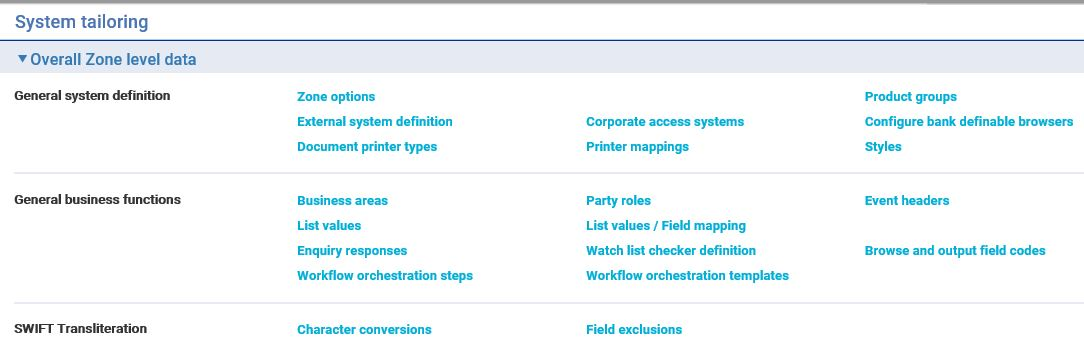 System tailoring
Overall Zone level data
General system definition Zone options Product groups
External system definition Corporate access systems Configure bank definable browsers
Document printer types Printer mappings Styles
General business functions Business areas Party roles Event headers
List values List values / Field mapping
Enquiry responses Watch list checker definition Browse and output field codes
Workflow orchestration steps Workflow orchestration templates
SWIFT Transliteration Character conversions Field exclusions